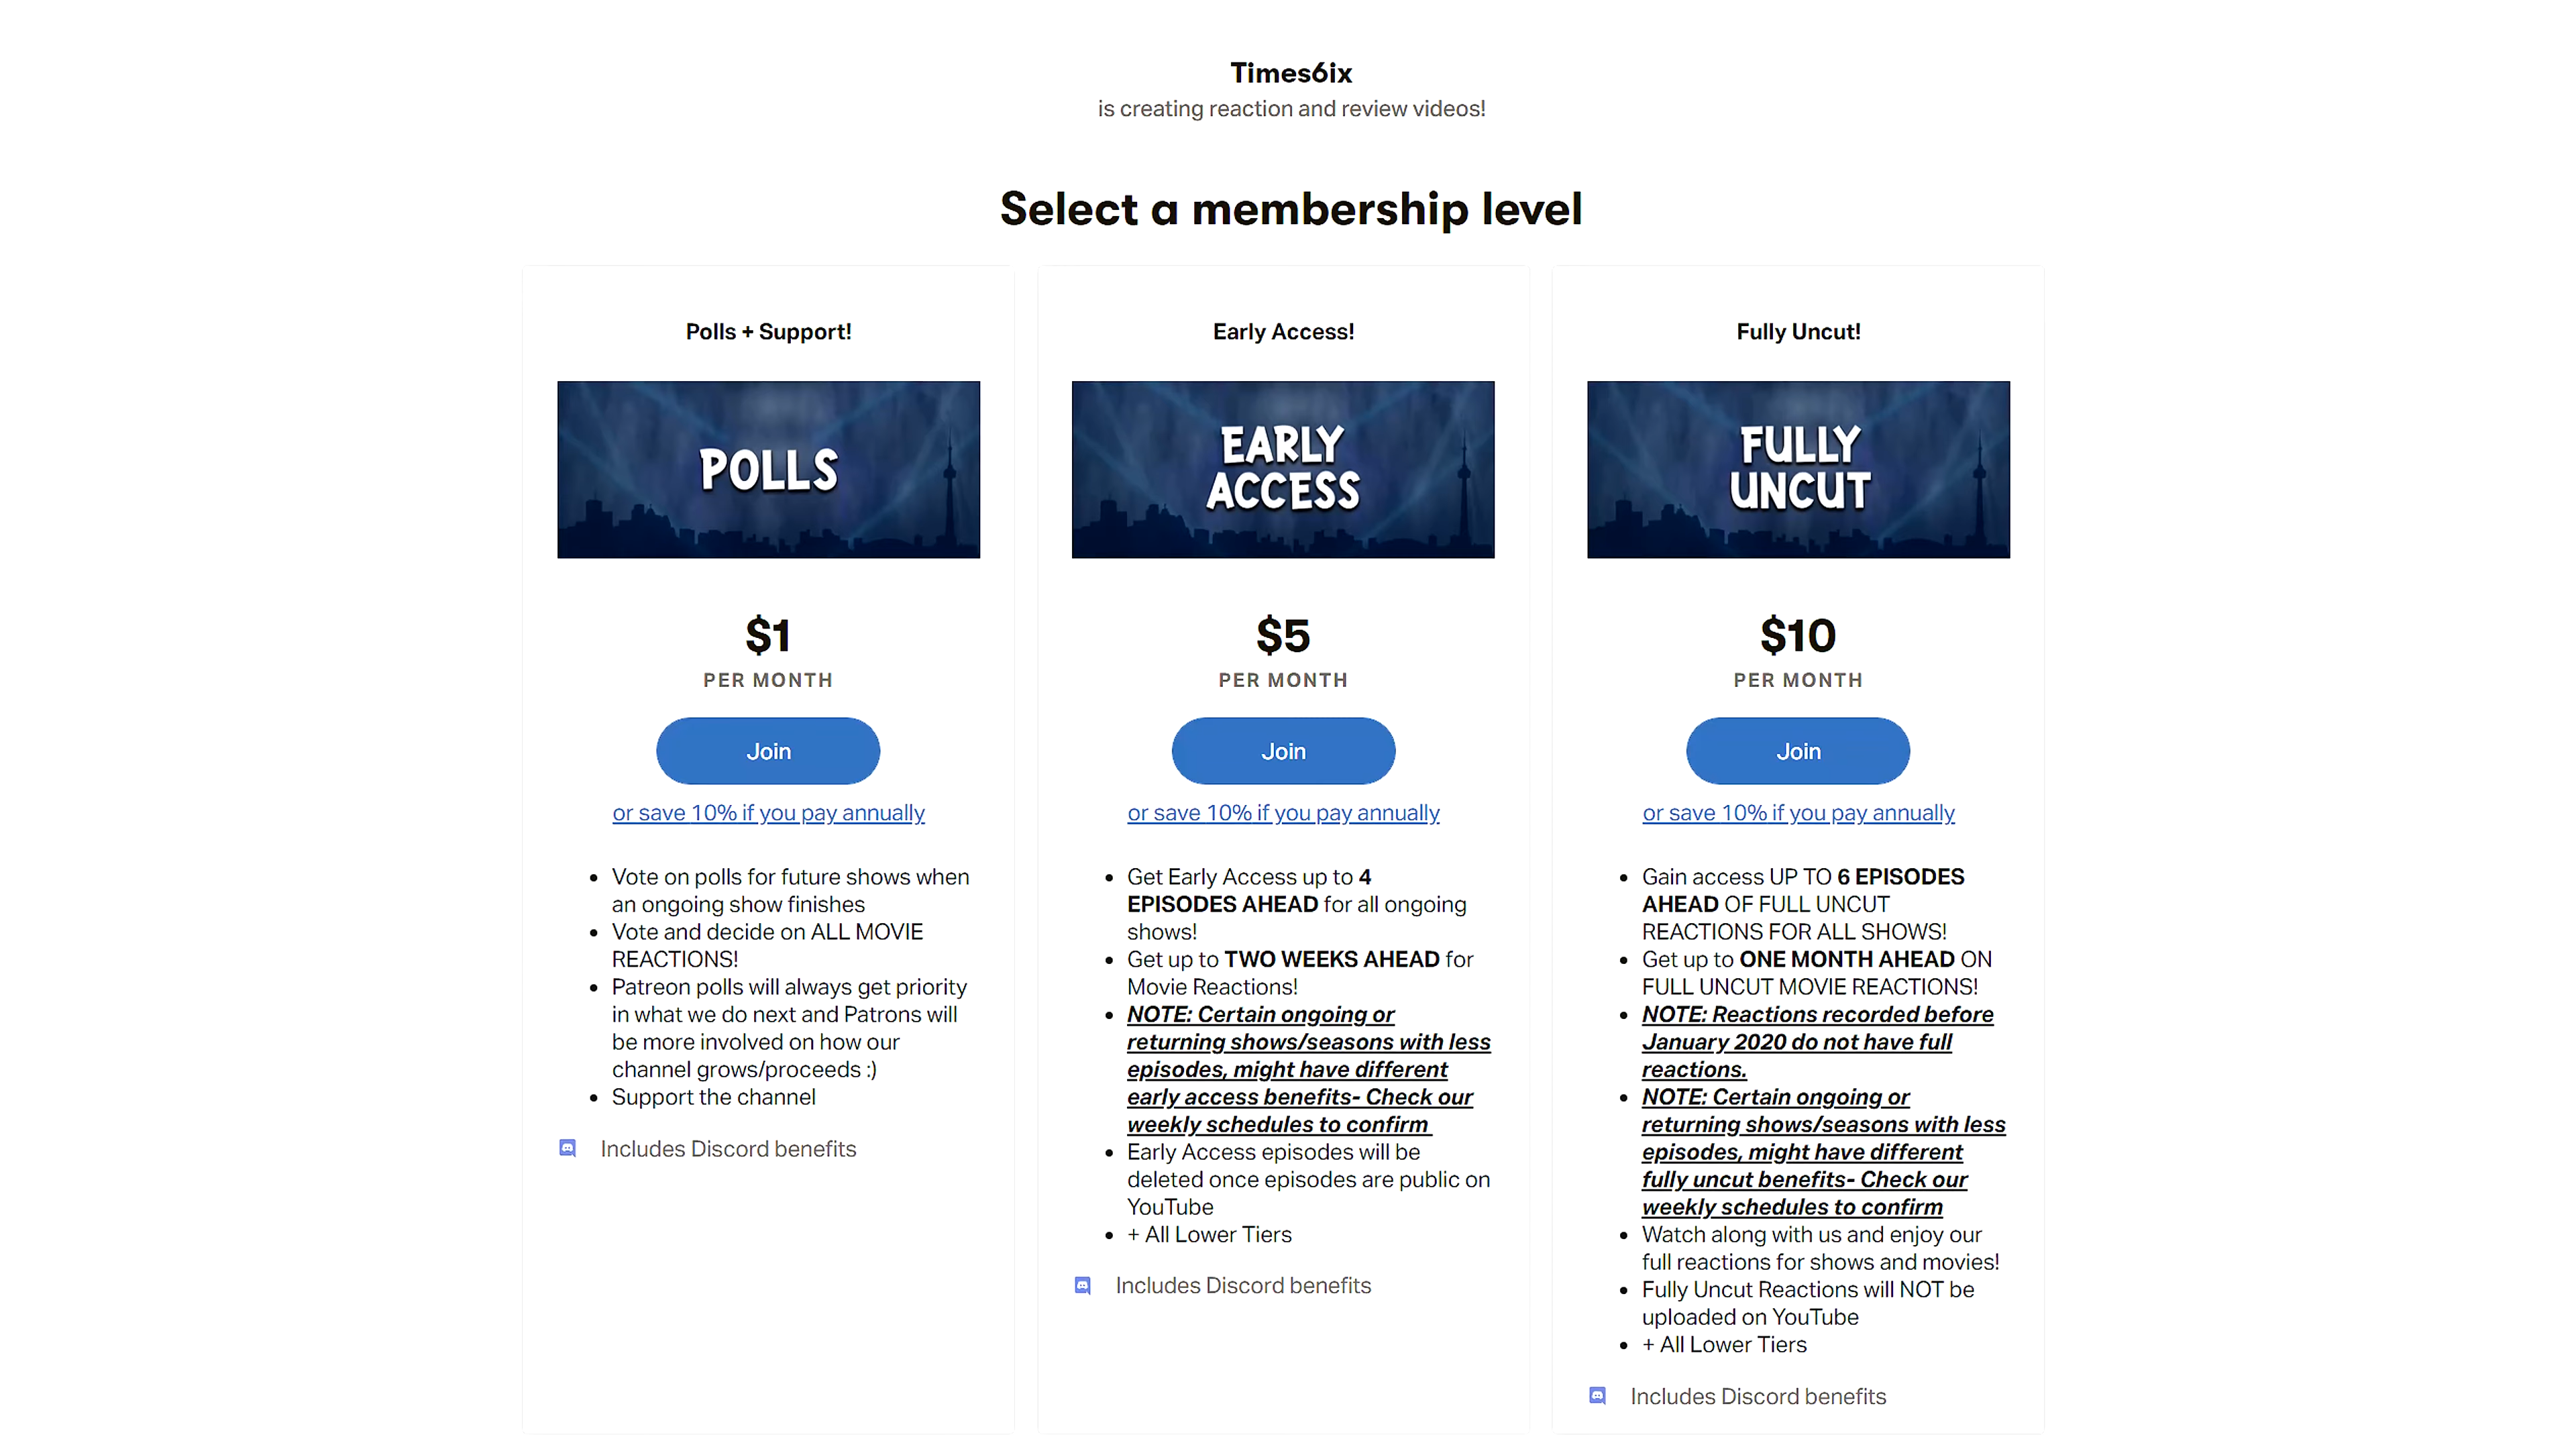 Times6ix
is creating reaction and review videos!
Select a membership level
Polls + Support!
POLLS
$1
PER MONTH
Join
or save 10% if you pay annually
Vote on polls for future shows when
an ongoing show finishes
Vote and decide on ALL MOVIE
REACTIONS!
Patreon polls will always get priority
in what we do next and Patrons will
be more involved on how our
channel grows/proceeds :)
Support the channel
Includes Discord benefits
Early Access!
EARLY
ACCESS
$5
PER MONTH
Join
or save 10% if you pay annually
Get Early Access up to 4
EPISODES AHEAD for all ongoing
shows!
Get up to TWO WEEKS AHEAD for
Movie Reactions!
NOTE: Certain ongoing or
returning shows/seasons with less
episodes, might have different
early access benefits- Check our
weekly schedules to confirm
Early Access episodes will be
deleted once episodes are public on
YouTube
+ All Lower Tiers
Includes Discord benefits
Fully Uncut!
FULLY
UNCUT
$10
PER MONTH
Join
or save 10% if you pay annually
Gain access UP TO 6 EPISODES
AHEAD OF FULL UNCUT
REACTIONS FOR ALL SHOWS!
Get up to ONE MONTH AHEAD ON
FULL UNCUT MOVIE REACTIONS!
NOTE: Reactions recorded before
January 2020 do not have full
reactions.
NOTE: Certain ongoing or
returning shows/seasons with less
episodes, might have different
fully uncut benefits- Check our
weekly schedules to confirm
Watch along with us and enjoy our
full reactions for shows and movies!
Fully Uncut Reactions will NOT be
uploaded on YouTube
+ All Lower Tiers
Includes Discord benefits